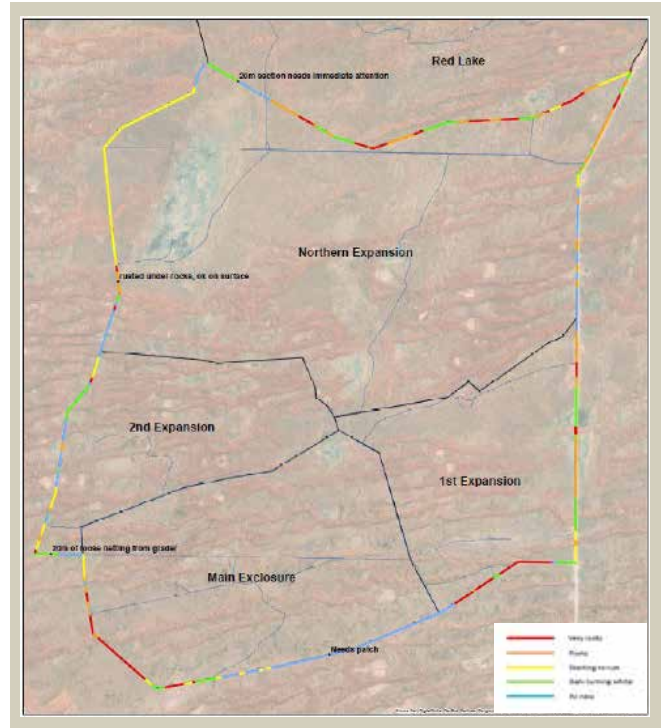 Red Lake
20m section needs immediate attention
Northern Expansion
rusted under rocks, ok on surface
2nd Expansion
1st Expansion
20m of loose netting from grader
Main Exclosure
Needs patch
Very rusty
Rusty
Starting to rust
Dark turning white
As new